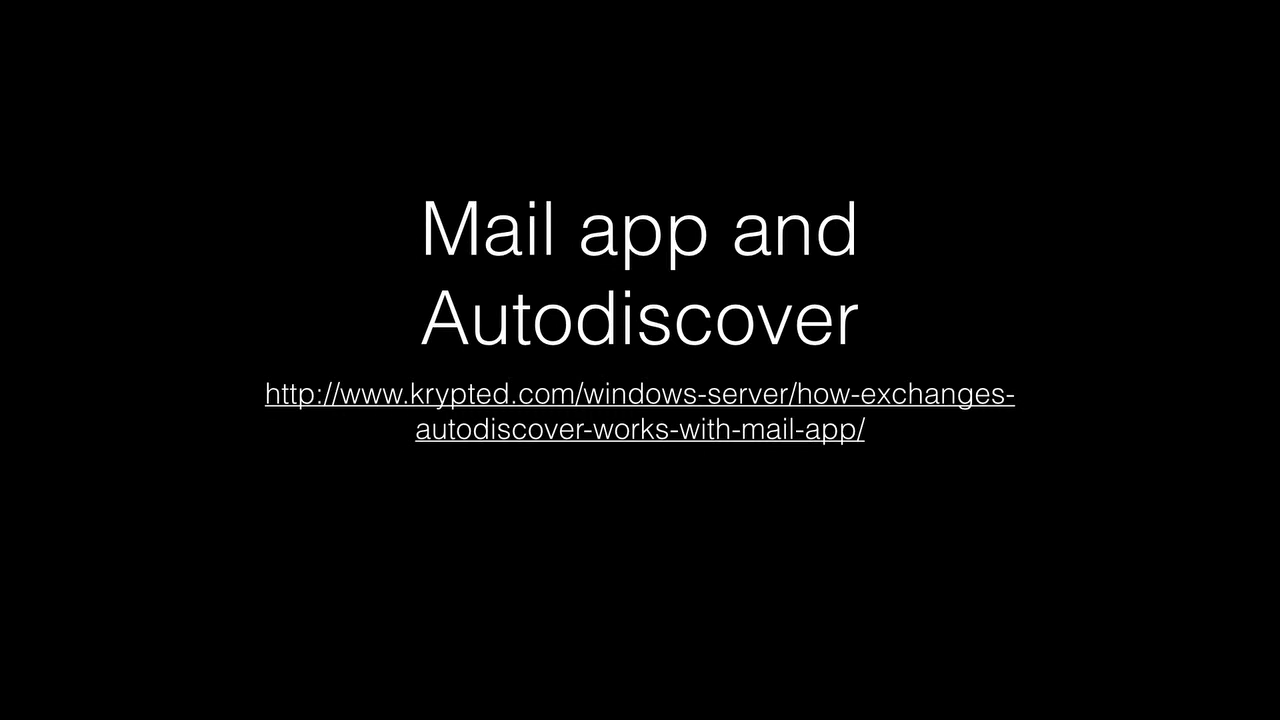 Mail app and
Autodiscover
http://www.krypted.com/windows-server/how-exchanges-
autodiscover-works-with-mail-app/